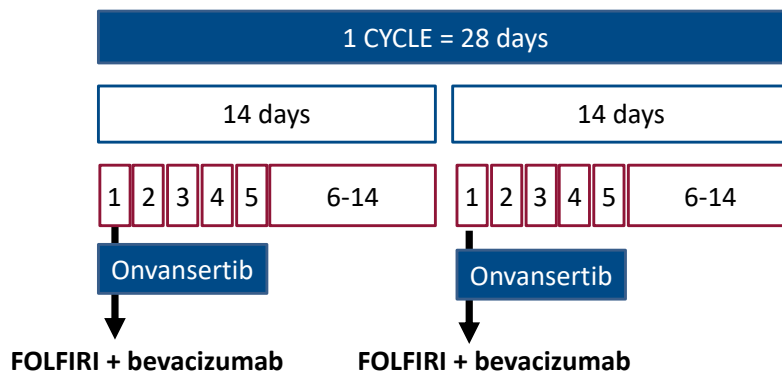 1 CYCLE = 28 days
14 days 14 days
1 2 3 4 5 6-14 1 2 3 4 5 6-14
Onvansertib Onvansertib
FOLFIRI + bevacizumab FOLFIRI + bevacizumab